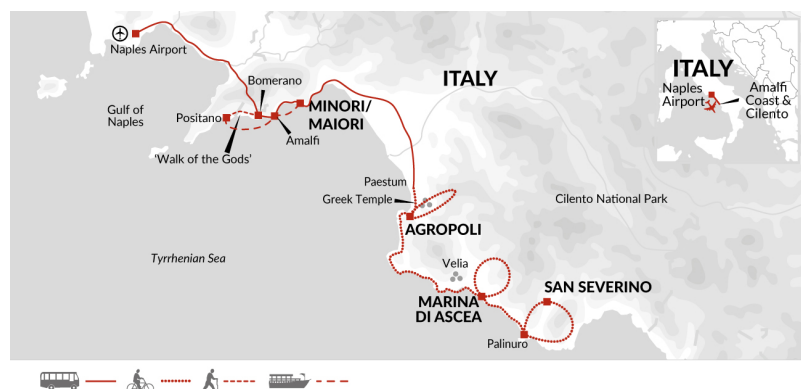 Naples Airport
Gulf of
Naples
Bomerano
ITALY
MINORI/
MAIORI
Positano
Amalfi
'Walk of the Gods'
Paestum
Greek Temple
AGROPOLI
Cilento National Park
Tyrrhenian Sea
Velia
MARINA
DI ASCEA
SAN SEVERINO
Palinuro
ITALY
Naples
Airport
Amalfi
Coast &
Cilento